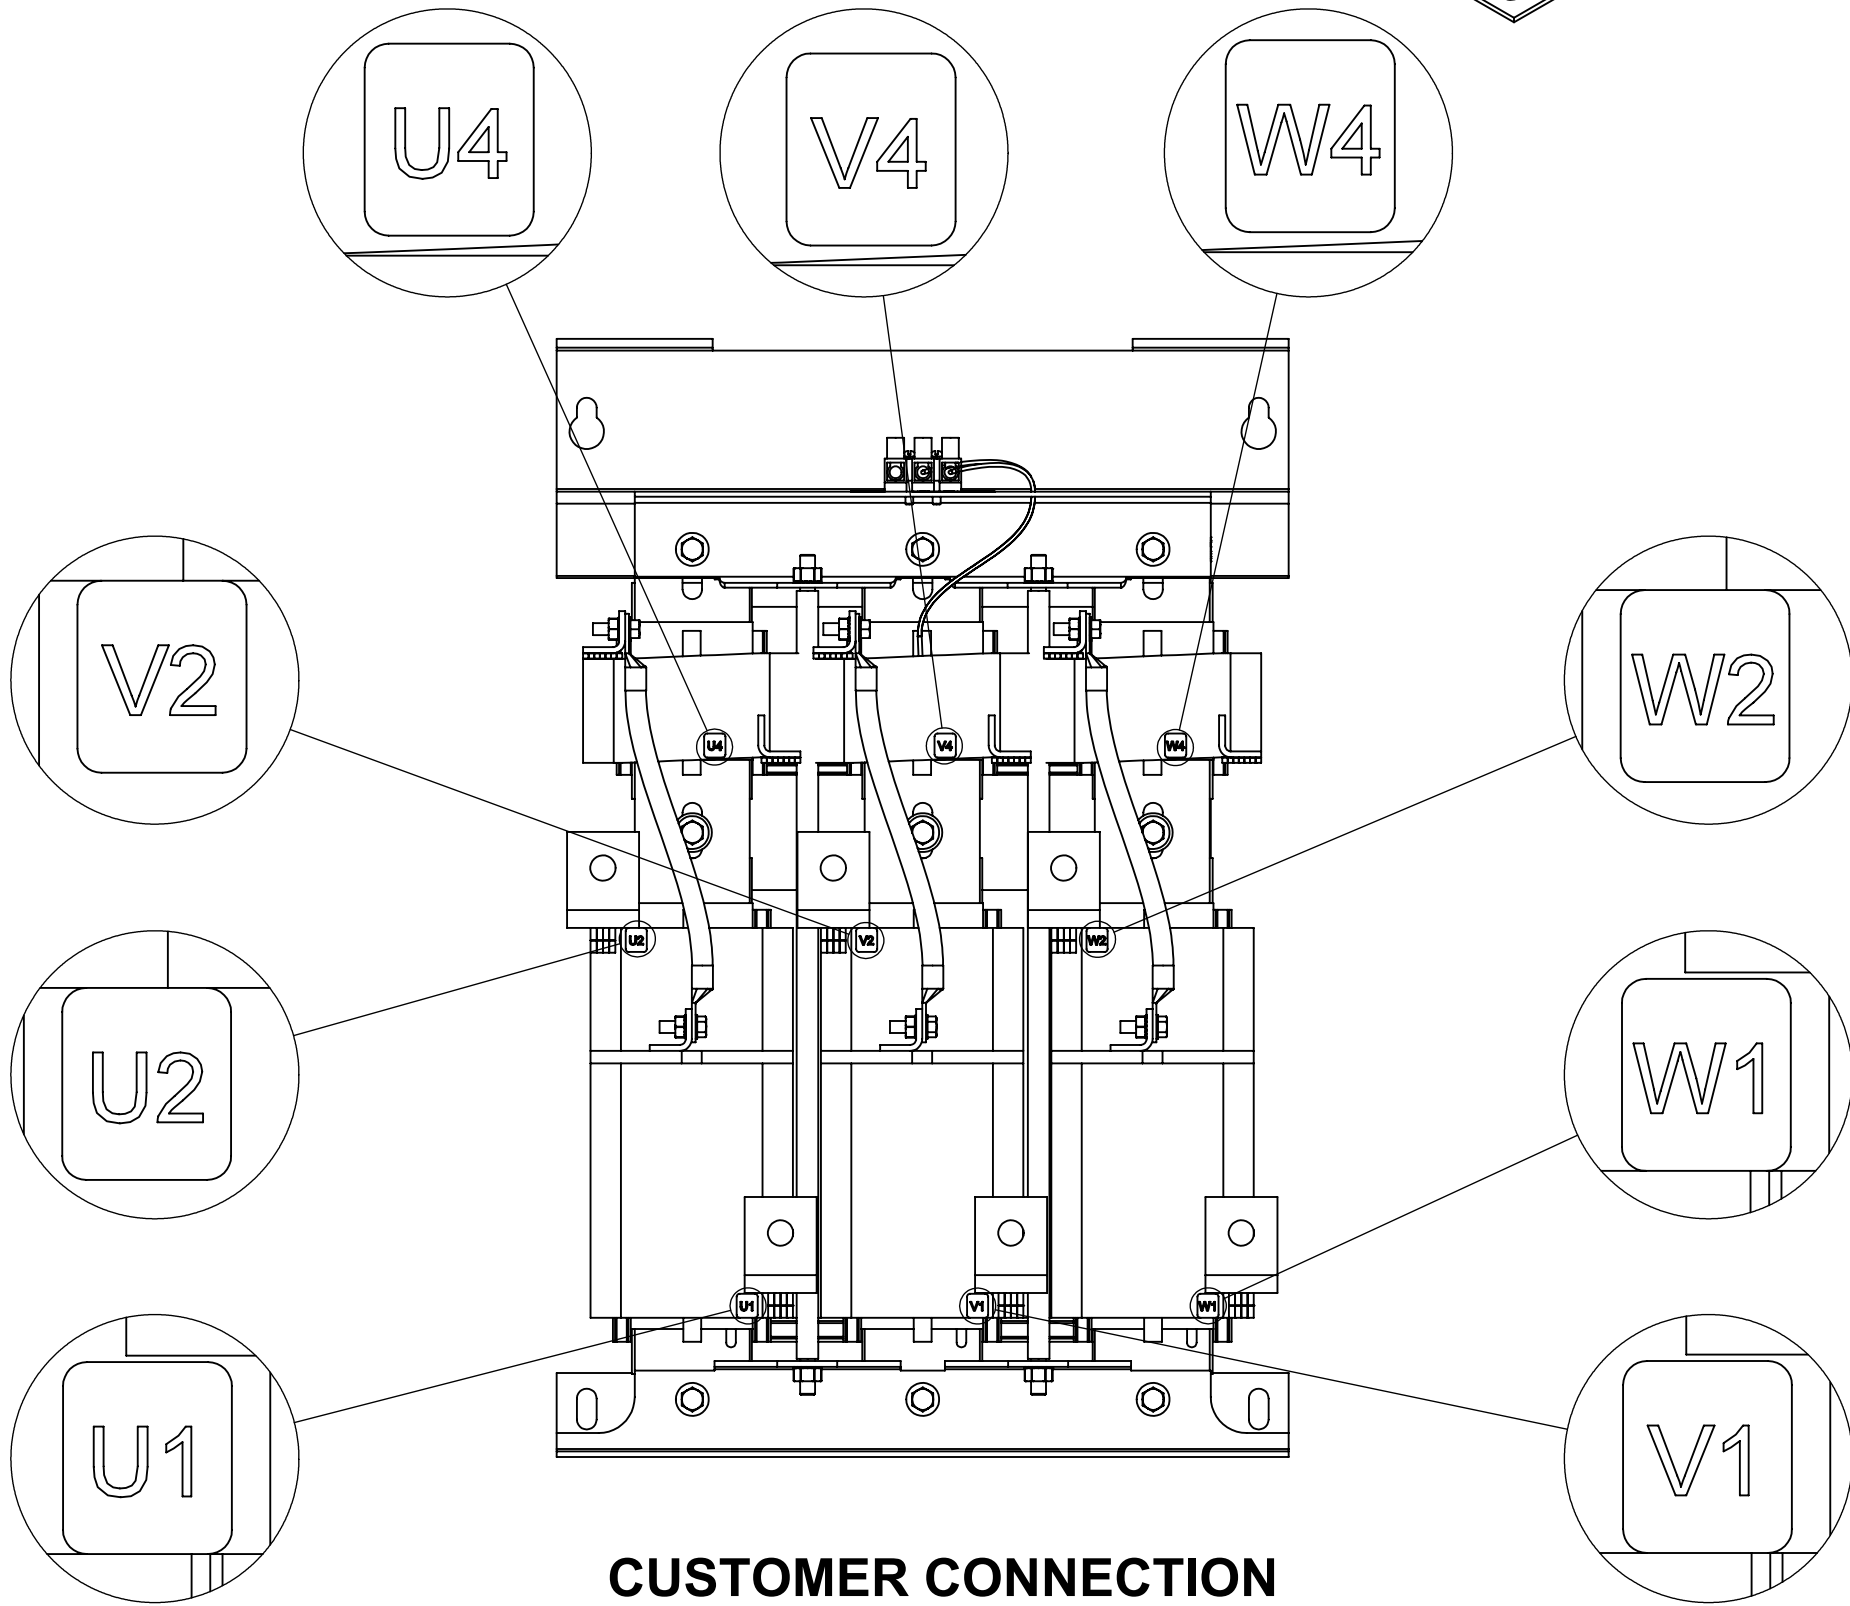 U4 V4 W4
U4 V4 W4
V2 W2
U2 V2 W2
U2 W1
U1 V1 W1
U1 V1
CUSTOMER CONNECTION